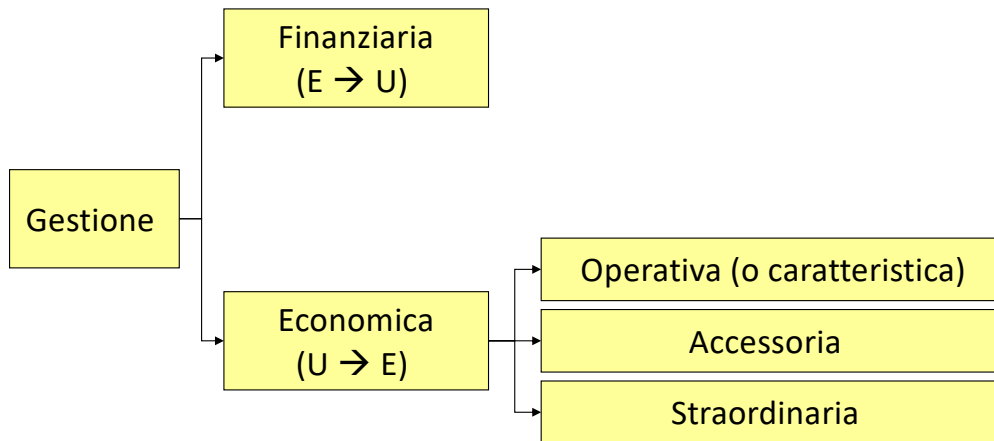 Finanziaria
(E → U)
Gestione
Economica
(U → E)
Operativa (o caratteristica)
Accessoria
Straordinaria